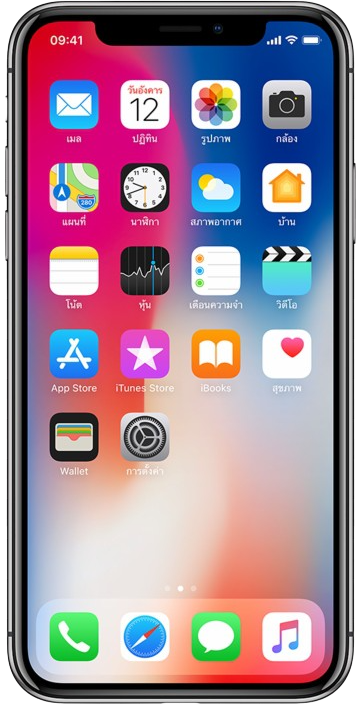 09:41
วันอังคาร
12
เมล
ปฏิทิน
รูปภาพ
กล้อง
280
แผนที่
นาฬิกา
สภาพอากาศ
บ้าน
โน้ต
หุ้น
เตือนความจำ
วิดีโอ
App Store
iTunes Store
iBooks
สุขภาพ
Wallet
การตั้งค่า